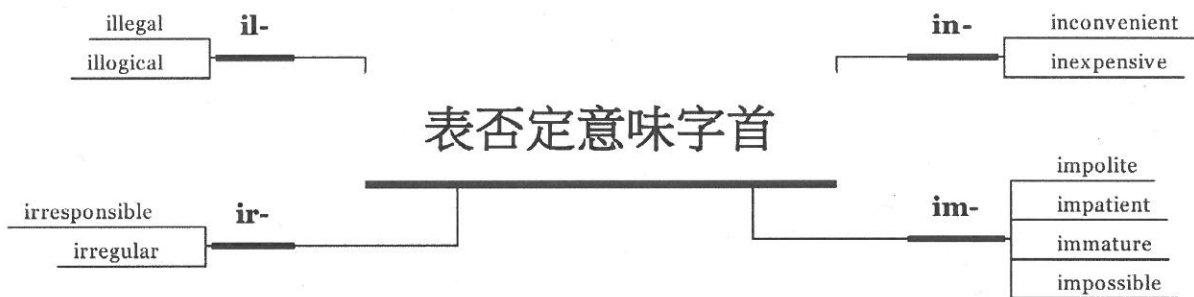 il-
illegal
illogical
in-
inconvenient
inexpensive
表否定意味字首
ir-
irresponsible
irregular
im-
impolite
impatient
immature
impossible